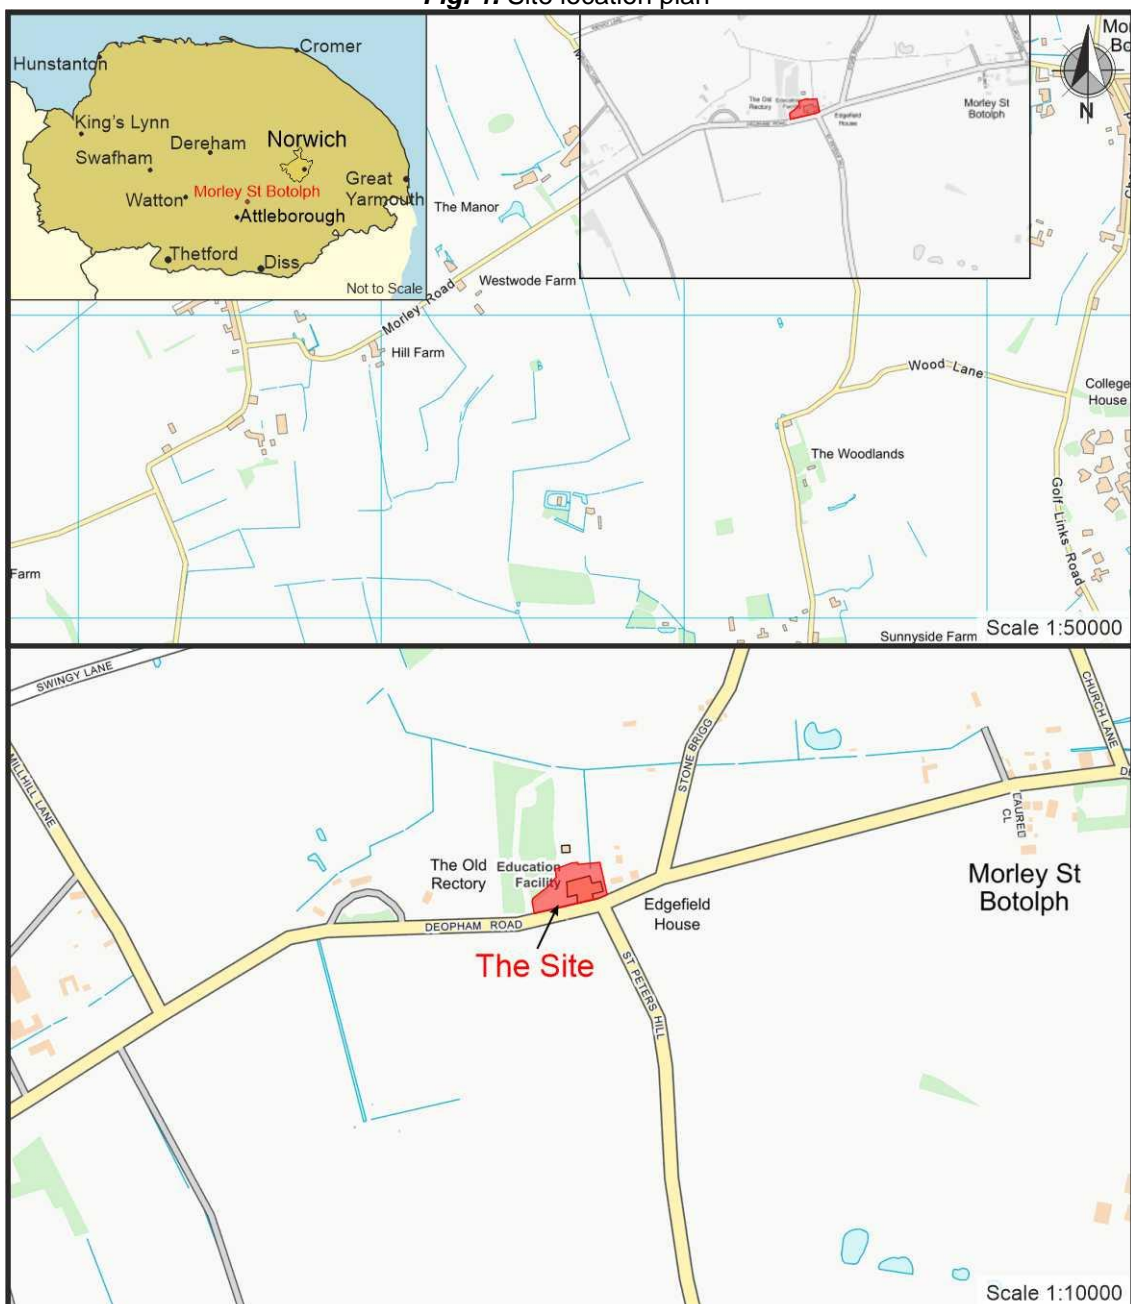 Fig. 1. Site location plan
Cromer
Hunstanton
King's Lynn
Dereham
Norwich
Swafham
Great
Yarmouth
Watton
Morley St Botolph
Attleborough
Thetford
Diss
Not to Scale
The Old
Rectory
Education
Facility
Edgefield
House
Morley St
Botolph
N
The Manor
Westwode Farm
Morley Road
Hill Farm
Wood Lane
College
House
The Woodlands
Golf Links Road
Farm
Sunnyside Farm
Scale 1:50000
SWINGY LANE
MILLHILL LANE
STONE BRIGG
CHURCH LANE
LAURED
CL
The Old
Rectory
Education
Facility
Morley St
Botolph
Edgefield
House
DEOPHAM ROAD
The Site
ST PETERS HILL
Scale 1:10000